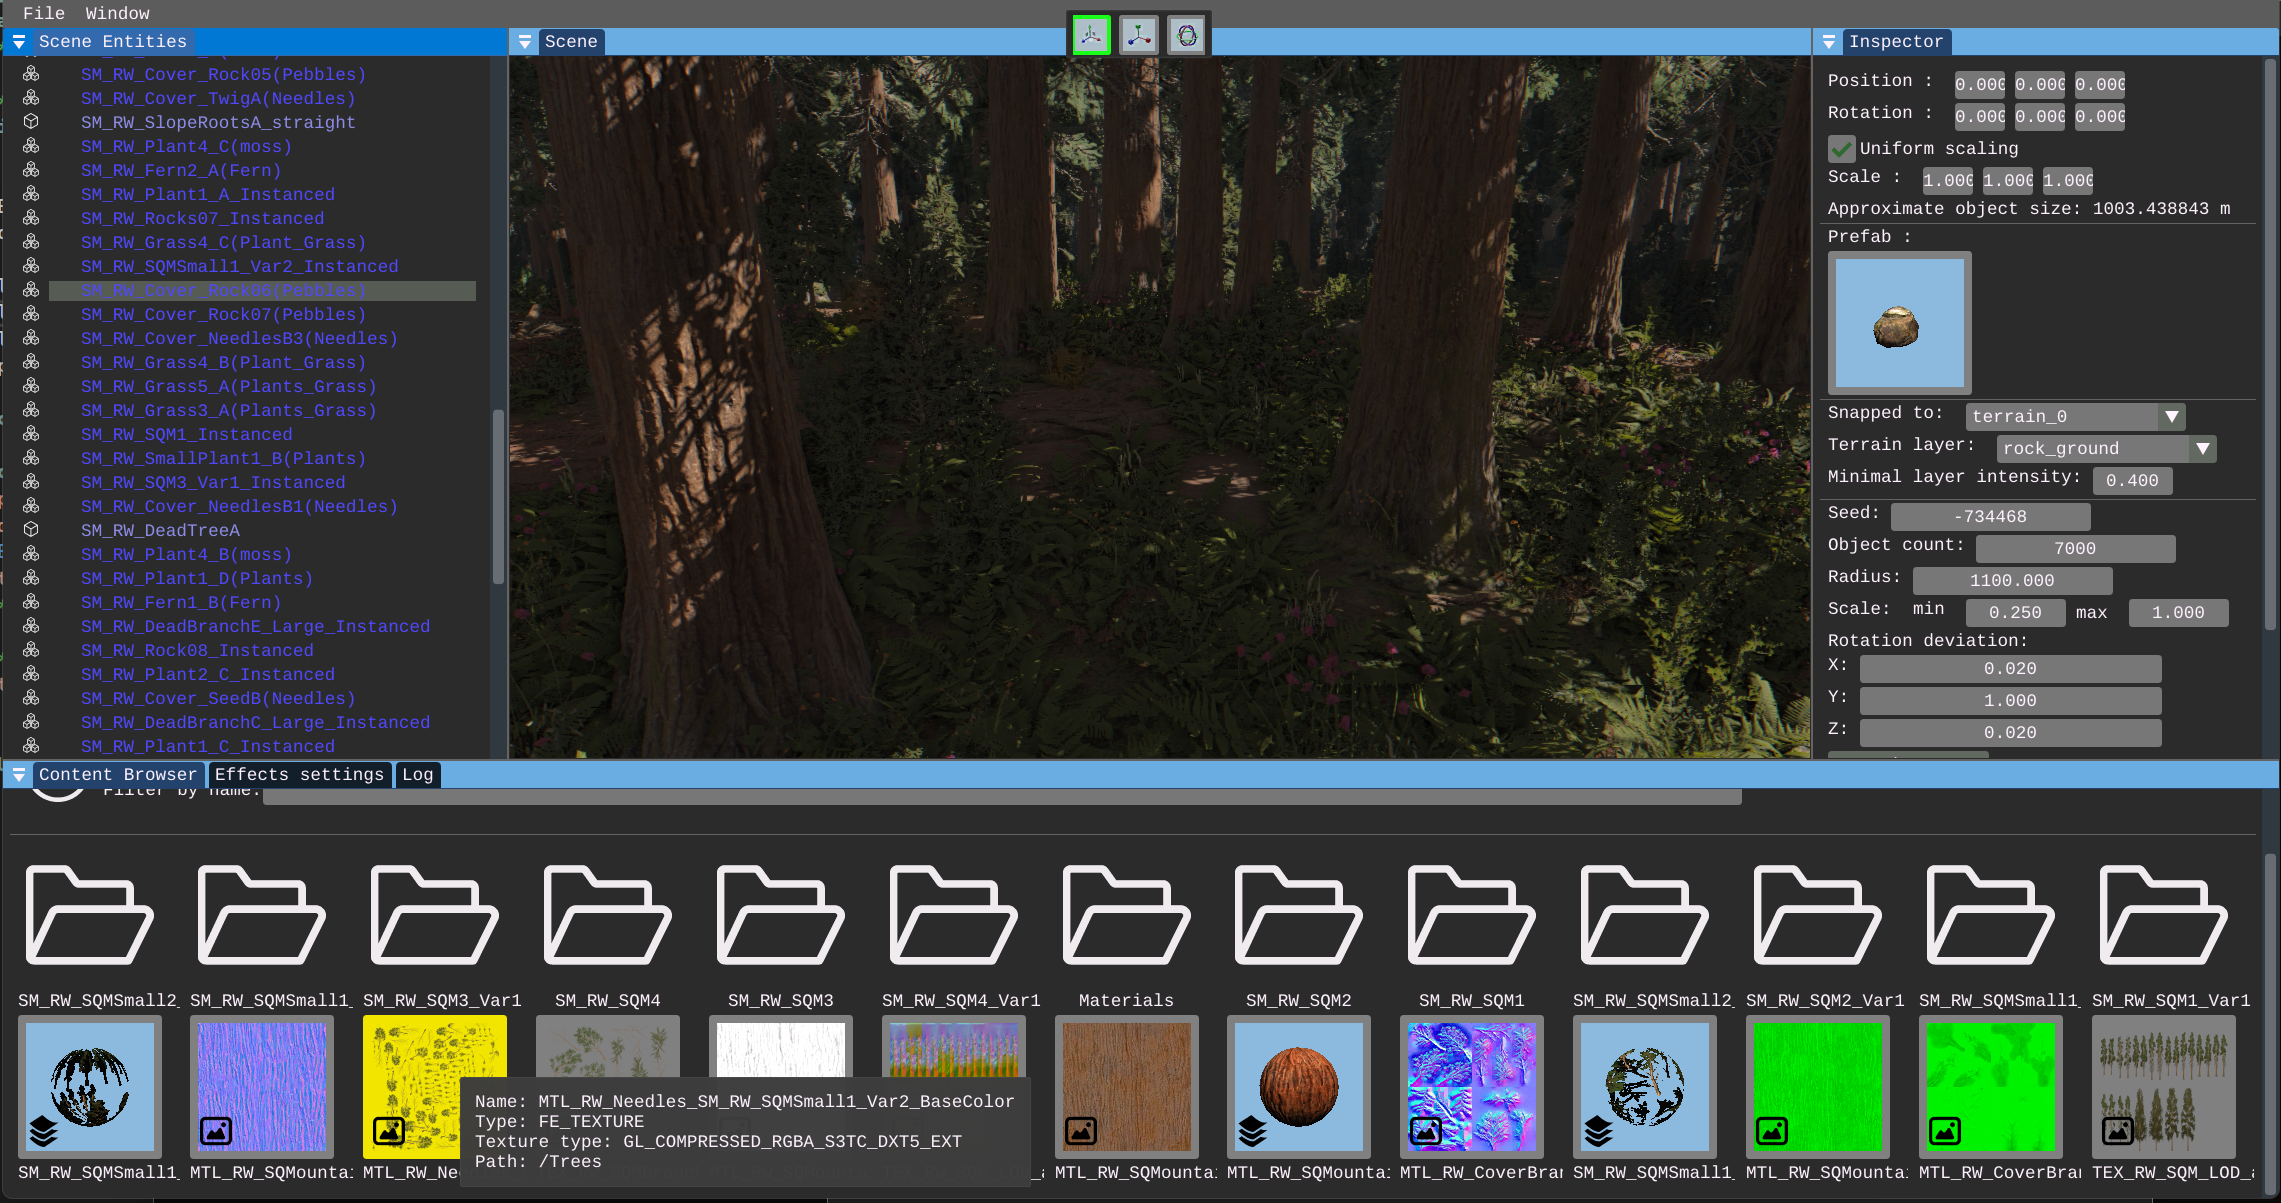 File Window
Scene Entities
SM_RW_Cover_Rock05(Pebbles)
SM_RW_Cover_TwigA(Needles)
SM_RW_SlopeRootsA_straight
SM_RW_Plant4_C(moss)
SM_RW_Fern2_A(Fern)
SM_RW_Plant1_A_Instanced
SM_RW_Rocks07_Instanced
SM_RW_Grass4_C(Plant_Grass)
SM_RW_SQMSmall1_Var2_Instanced
SM_RW_Cover_Rock06(Pebbles)
SM_RW_Cover_Rock07(Pebbles)
SM_RW_Cover_NeedlesB3(Needles)
SM_RW_Grass4_B(Plant_Grass)
SM_RW_Grass5_A(Plants_Grass)
SM_RW_Grass3_A(Plants_Grass)
SM_RW_SQM1_Instanced
SM_RW_SmallPlant1_B(Plants)
SM_RW_SQM3_Var1_Instanced
SM_RW_Cover_NeedlesB1(Needles)
SM_RW_DeadTreeA
SM_RW_Plant4_B(moss)
SM_RW_Plant1_D(Plants)
SM_RW_Fern1_B(Fern)
SM_RW_DeadBranchE_Large_Instanced
SM_RW_Rock08_Instanced
SM_RW_Plant2_C_Instanced
SM_RW_Cover_SeedB(Needles)
SM_RW_DeadBranchC_Large_Instanced
SM_RW_Plant1_C_Instanced
Scene
Inspector
Position : 0.000 0.000 0.000
Rotation : 0.000 0.000 0.000
Uniform scaling
Scale : 1.000 1.000 1.000
Approximate object size: 1003.438843 m
Prefab :
Snapped to: terrain_0
Terrain layer: rock_ground
Minimal layer intensity: 0.400
Seed: -734468
Object count: 7000
Radius: 1100.000
Scale: min 0.250 max 1.000
Rotation deviation:
X: 0.020
Y: 1.000
Z: 0.020
Content Browser Effects settings Log
Filter by name:
SM_RW_SQMSmall2_ SM_RW_SQMSmall1_ SM_RW_SQM3_Var1 SM_RW_SQM4 SM_RW_SQM3 SM_RW_SQM4_Var1 Materials SM_RW_SQM2 SM_RW_SQM1 SM_RW_SQMSmall2_ SM_RW_SQM2_Var1 SM_RW_SQMSmall1_ SM_RW_SQM1_Var1
Name: MTL_RW_Needles_SM_RW_SQMSmall1_Var2_BaseColor
Type: FE_TEXTURE
Texture type: GL_COMPRESSED_RGBA_S3TC_DXT5_EXT
Path: /Trees
SM_RW_SQMSmall1_ MTL_RW_SQMounta MTL_RW_Ne MTL_RW_SQMounta MTL_RW_SQMounta MTL_RW_CoverBra SM_RW_SQMSmall1_ MTL_RW_SQMounta MTL_RW_CoverBra TEX_RW_SQM_LOD_